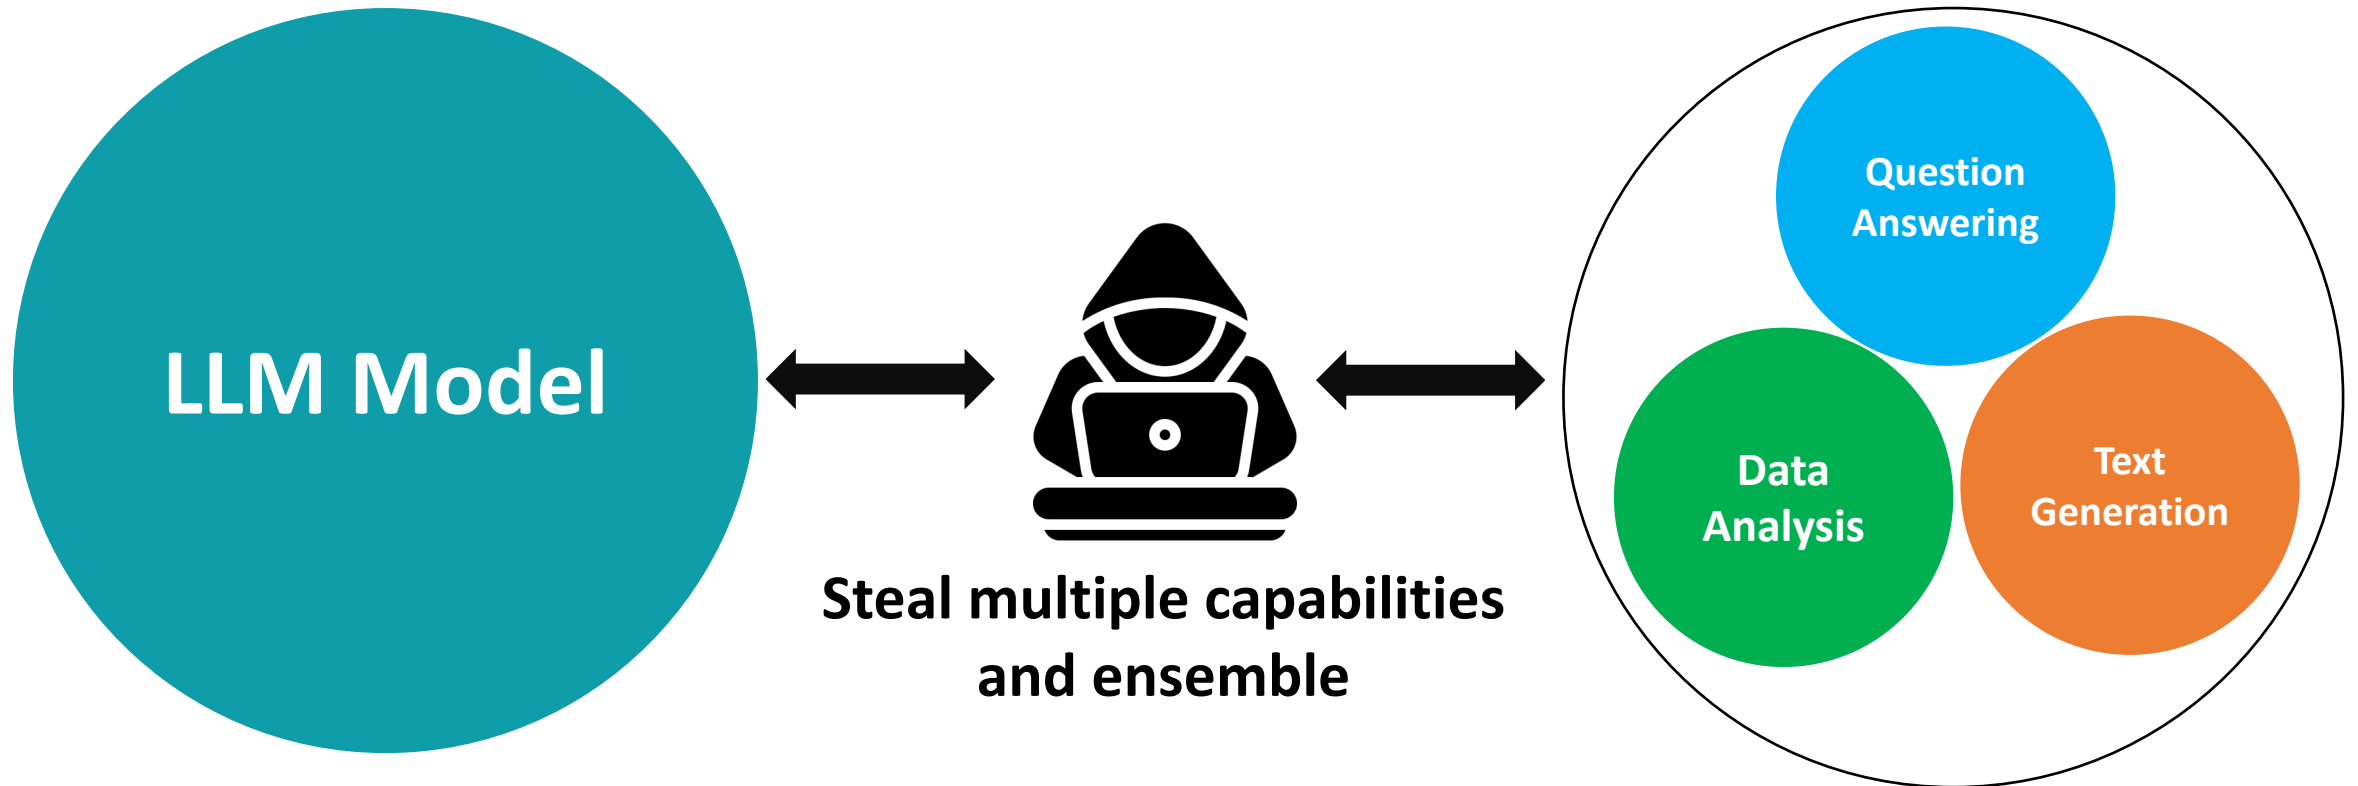 LLM Model
Steal multiple capabilities
and ensemble
Question
Answering
Data
Analysis
Text
Generation